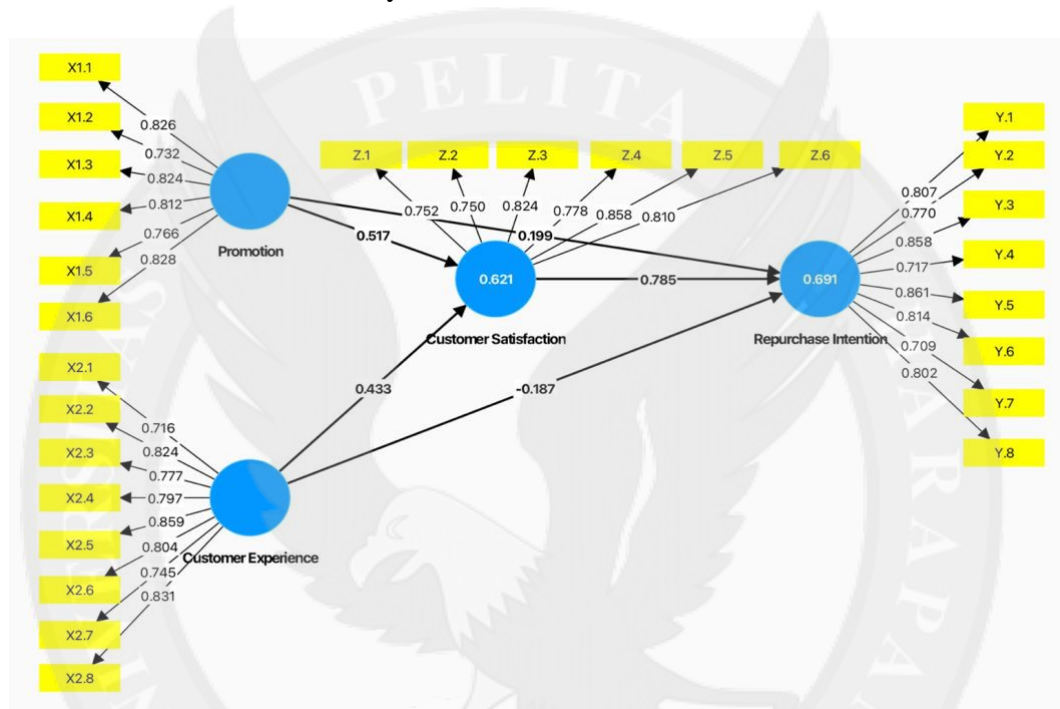 PELITA
UNIVERSITAS
HARAPAN
X1.1
X1.2
X1.3
X1.4
X1.5
X1.6
0.826
0.732
0.824
0.812
0.766
0.828
Promotion
X2.1
X2.2
X2.3
X2.4
X2.5
X2.6
X2.7
X2.8
0.716
0.824
0.777
0.797
0.859
0.804
0.745
0.831
Customer Experience
Z.1 Z.2 Z.3 Z.4 Z.5 Z.6
0.752 0.750 0.824 0.778 0.858 0.810
0.517
0.199
0.433
0.785
-0.187
0.621
Customer Satisfaction
0.691
Repurchase Intention
0.807
0.770
0.858
0.717
0.861
0.814
0.709
0.802
Y.1
Y.2
Y.3
Y.4
Y.5
Y.6
Y.7
Y.8